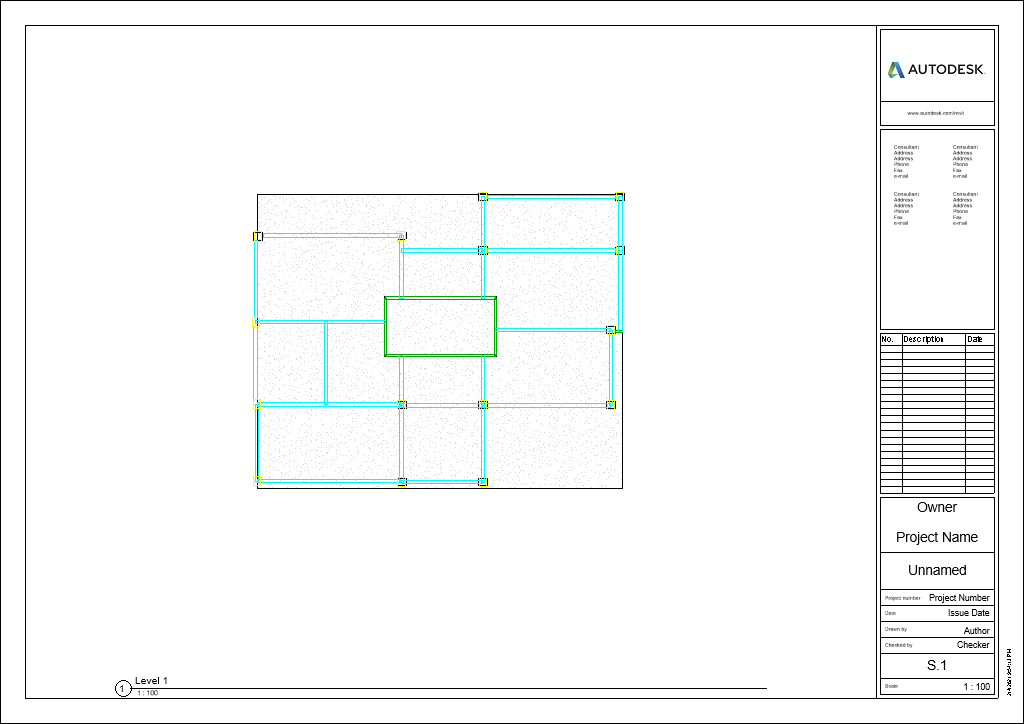 AUTODESK.
www.autodesk.com/revit
Consultant
Address
Address
Phone
Fax
e-mail
Consultant
Address
Address
Phone
Fax
e-mail
Consultant
Address
Address
Phone
Fax
e-mail
Consultant
Address
Address
Phone
Fax
e-mail
No. Description Date
Owner
Project Name
Unnamed
Project number Project Number
Date Issue Date
Drawn by Author
Checked by Checker
S.1
Scale 1 : 100
1 Level 1
1 : 100